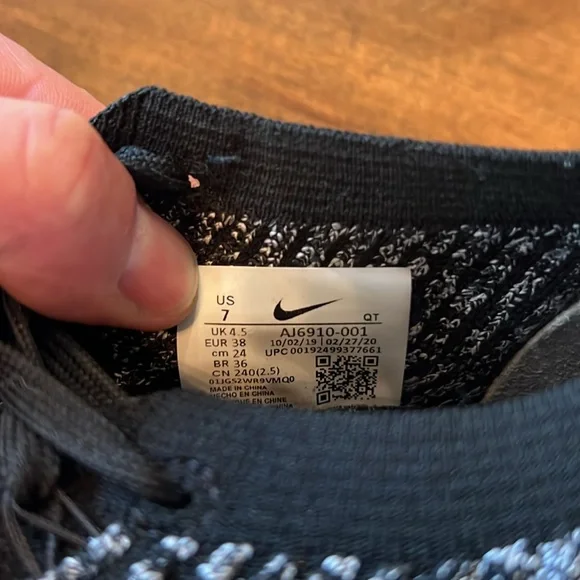 US
7 QT
UK 4.5 AJ6910-001
EUR 38 10/02/19 | 02/27/20
cm 24 UPC 00192499377661
BR 36
CN 240(2.5)
MADE IN CHINA
HECHO EN CHINA